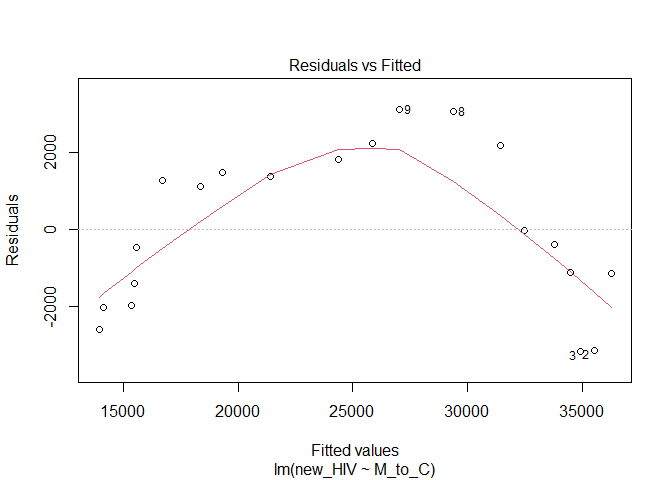 Residuals vs Fitted
Residuals
2000
0
-2000
9
8
3
2
15000 20000 25000 30000 35000
Fitted values
lm(new_HIV ~ M_to_C)